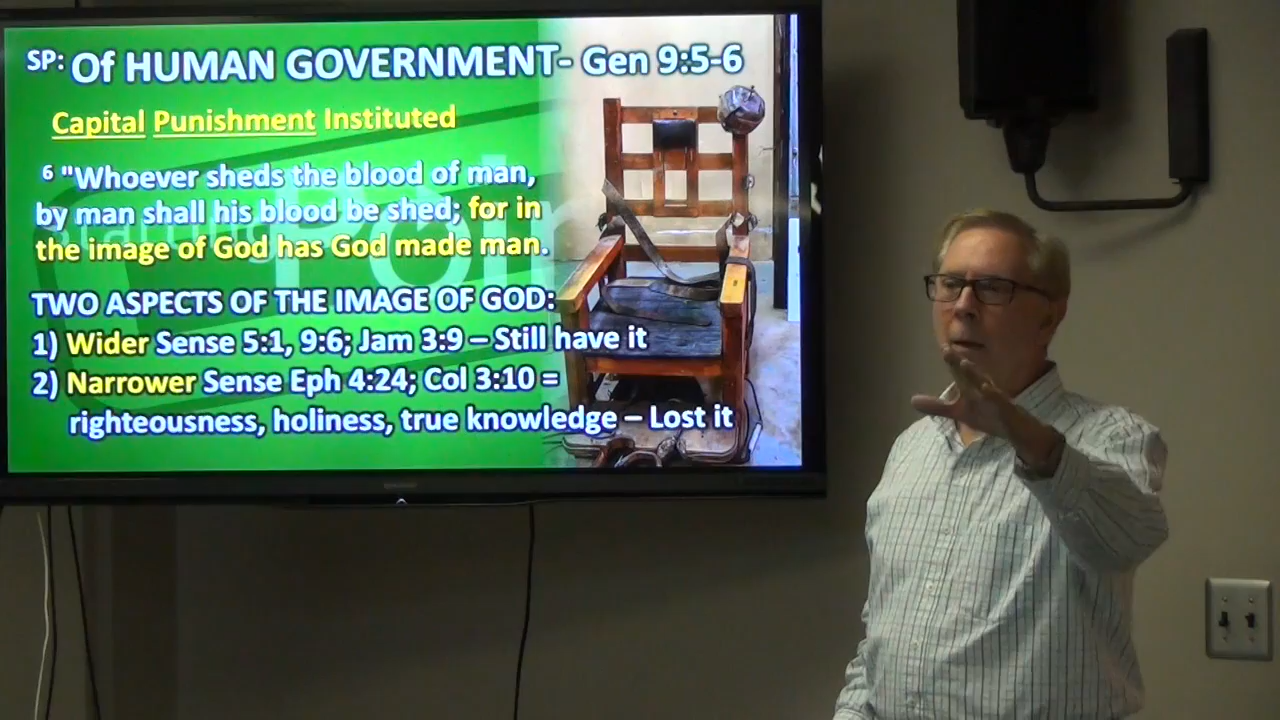 SP: Of HUMAN GOVERNMENT- Gen 9:5-6
Capital Punishment Instituted
6 "Whoever sheds the blood of man,
by man shall his blood be shed; for in
the image of God has God made man.
TWO ASPECTS OF THE IMAGE OF GOD:
1) Wider Sense 5:1, 9:6; Jam 3:9 – Still have it
2) Narrower Sense Eph 4:24; Col 3:10 =
righteousness, holiness, true knowledge – Lost it